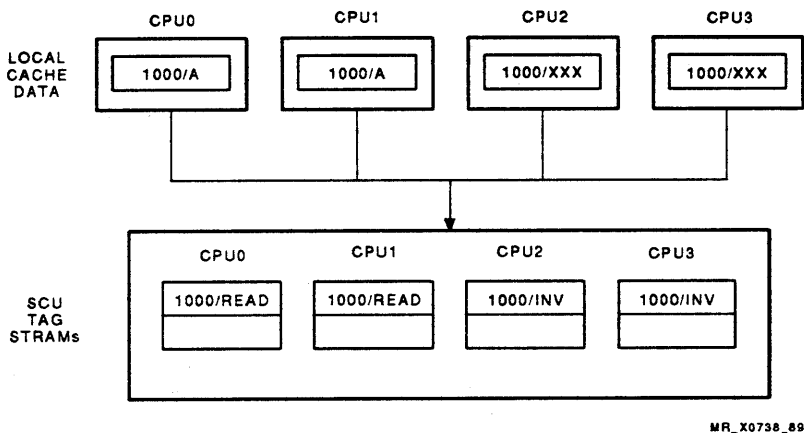 CPU0 CPU1 CPU2 CPU3
LOCAL
CACHE
DATA
1000/A 1000/A 1000/XXX 1000/XXX
CPU0 CPU1 CPU2 CPU3
SCU
TAG
STRAMs
1000/READ 1000/READ 1000/INV 1000/INV
MR_X0738_89